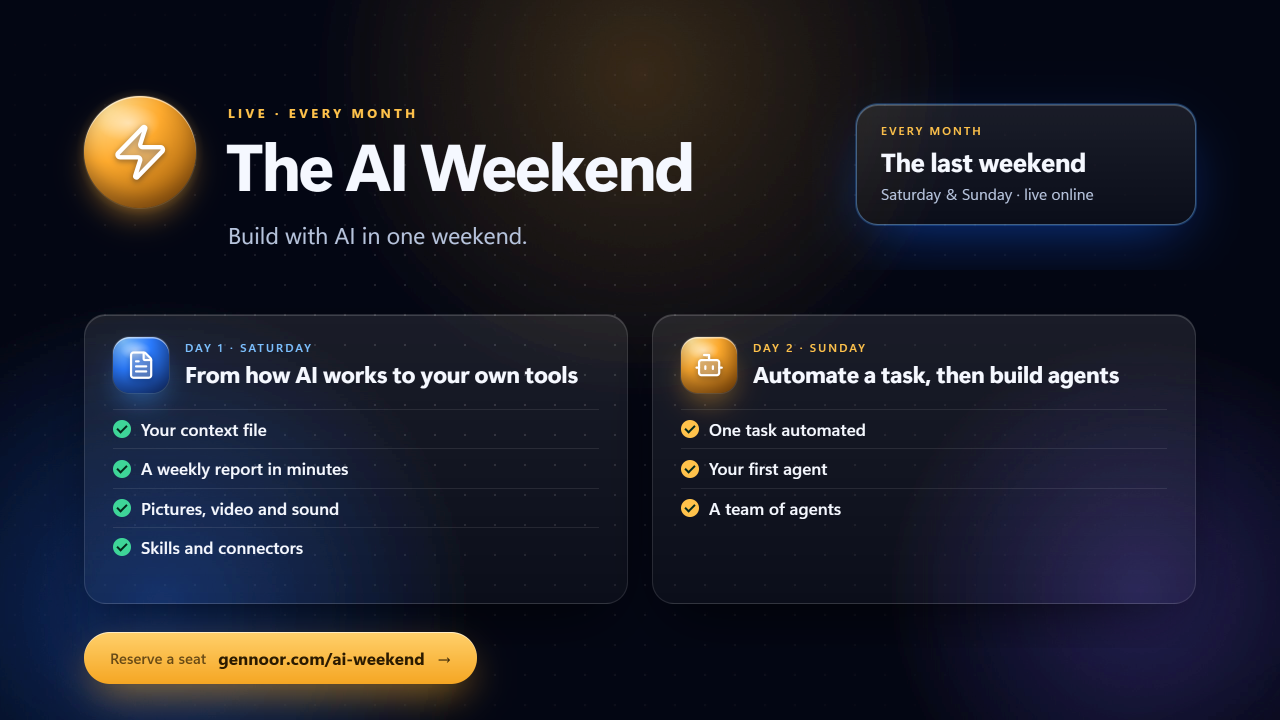 LIVE · EVERY MONTH
The AI Weekend
Build with AI in one weekend.
EVERY MONTH
The last weekend
Saturday & Sunday · live online
DAY 1 · SATURDAY
From how AI works to your own tools
Your context file
A weekly report in minutes
Pictures, video and sound
Skills and connectors
DAY 2 · SUNDAY
Automate a task, then build agents
One task automated
Your first agent
A team of agents
Reserve a seat gennoor.com/ai-weekend →